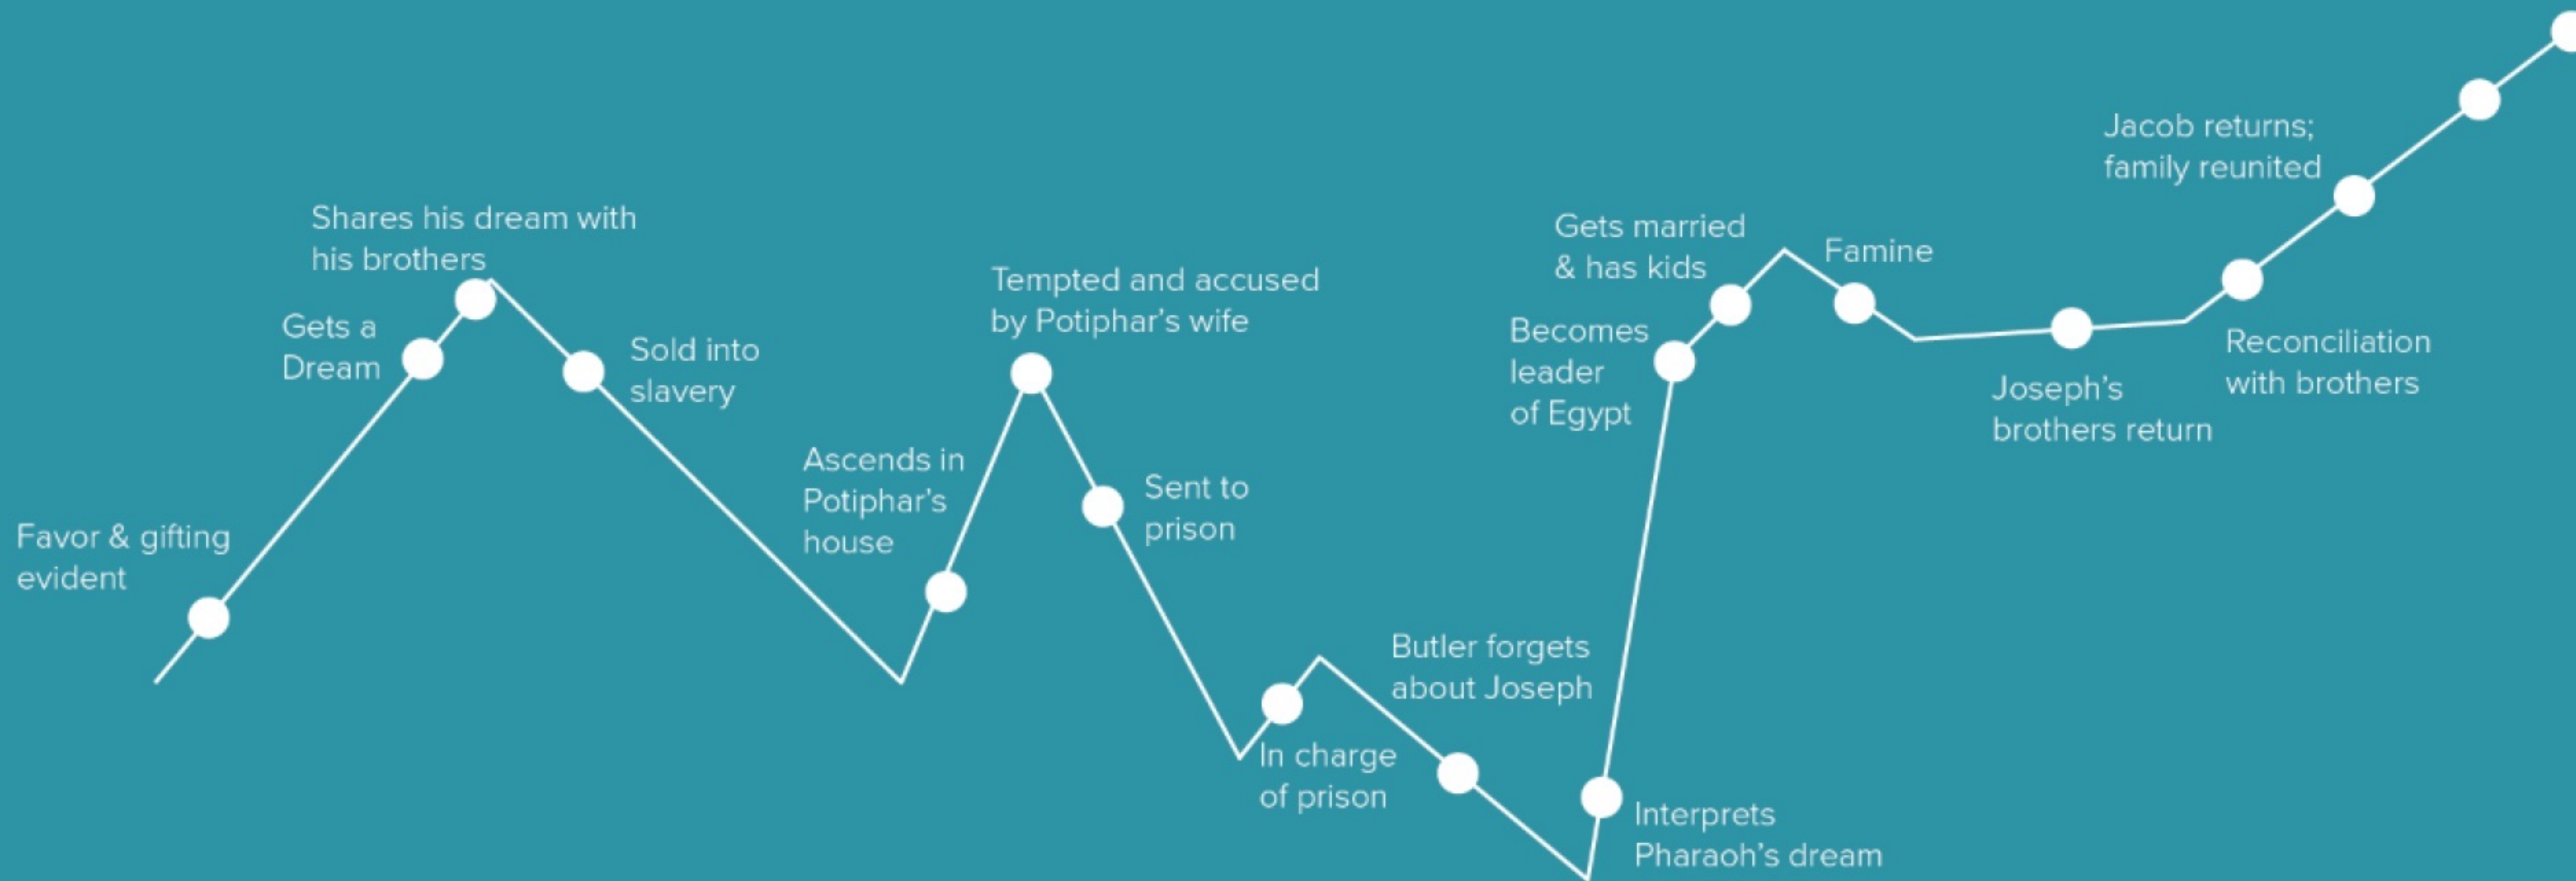 Favor & gifting
evident
Gets a
Dream
Shares his dream with
his brothers
Sold into
slavery
Ascends in
Potiphar's
house
Tempted and accused
by Potiphar's wife
Sent to
prison
In charge
of prison
Butler forgets
about Joseph
Interprets
Pharaoh's dream
Becomes
leader
of Egypt
Gets married
& has kids
Famine
Joseph's
brothers return
Reconciliation
with brothers
Jacob returns;
family reunited